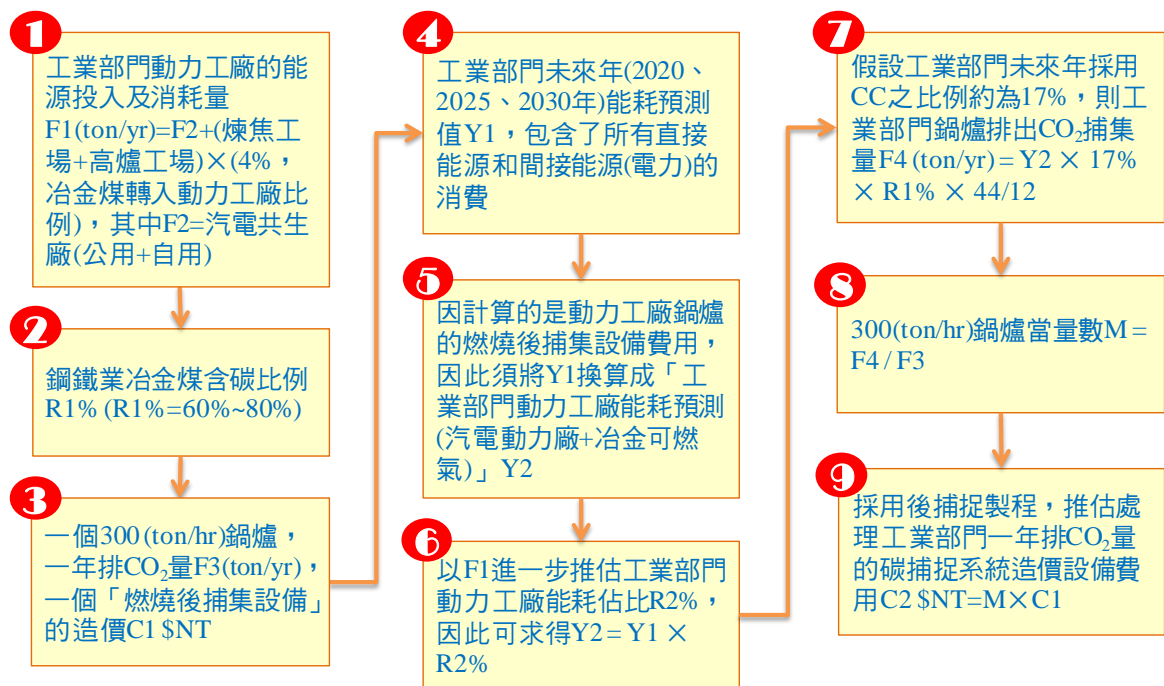 1
工業部門動力工廠的能
源投入及消耗量
F1(ton/yr)=F2+(煉焦工
場+高爐工場)×(4%，
冶金煤轉入動力工廠比
例)，其中F2=汽電共生
廠(公用+自用)
2
鋼鐵業冶金煤含碳比例
R1% (R1%=60%~80%)
3
一個300(ton/hr)鍋爐，
一年排CO₂量F3(ton/yr)，
一個「燃燒後捕集設備」
的造價C1 $NT
4
工業部門未來年(2020、
2025、2030年)能耗預測
值Y1，包含了所有直接
能源和間接能源(電力)的
消費
5
因計算的是動力工廠鍋爐
的燃燒後捕集設備費用，
因此須將Y1換算成「工
業部門動力工廠能耗預測
(汽電動力廠+冶金可燃
氣)」Y2
6
以F1進一步推估工業部門
動力工廠能耗佔比R2%，
因此可求得Y2 = Y1 ×
R2%
7
假設工業部門未來年採用
CC之比例約為17%，則工
業部門鍋爐排出CO₂捕集
量F4 (ton/yr) = Y2 × 17%
× R1% × 44/12
8
300(ton/hr)鍋爐當量數M =
F4 / F3
9
採用後捕捉製程，推估處
理工業部門一年排CO₂量
的碳捕捉系統造價設備費
用C2 $NT=M×C1